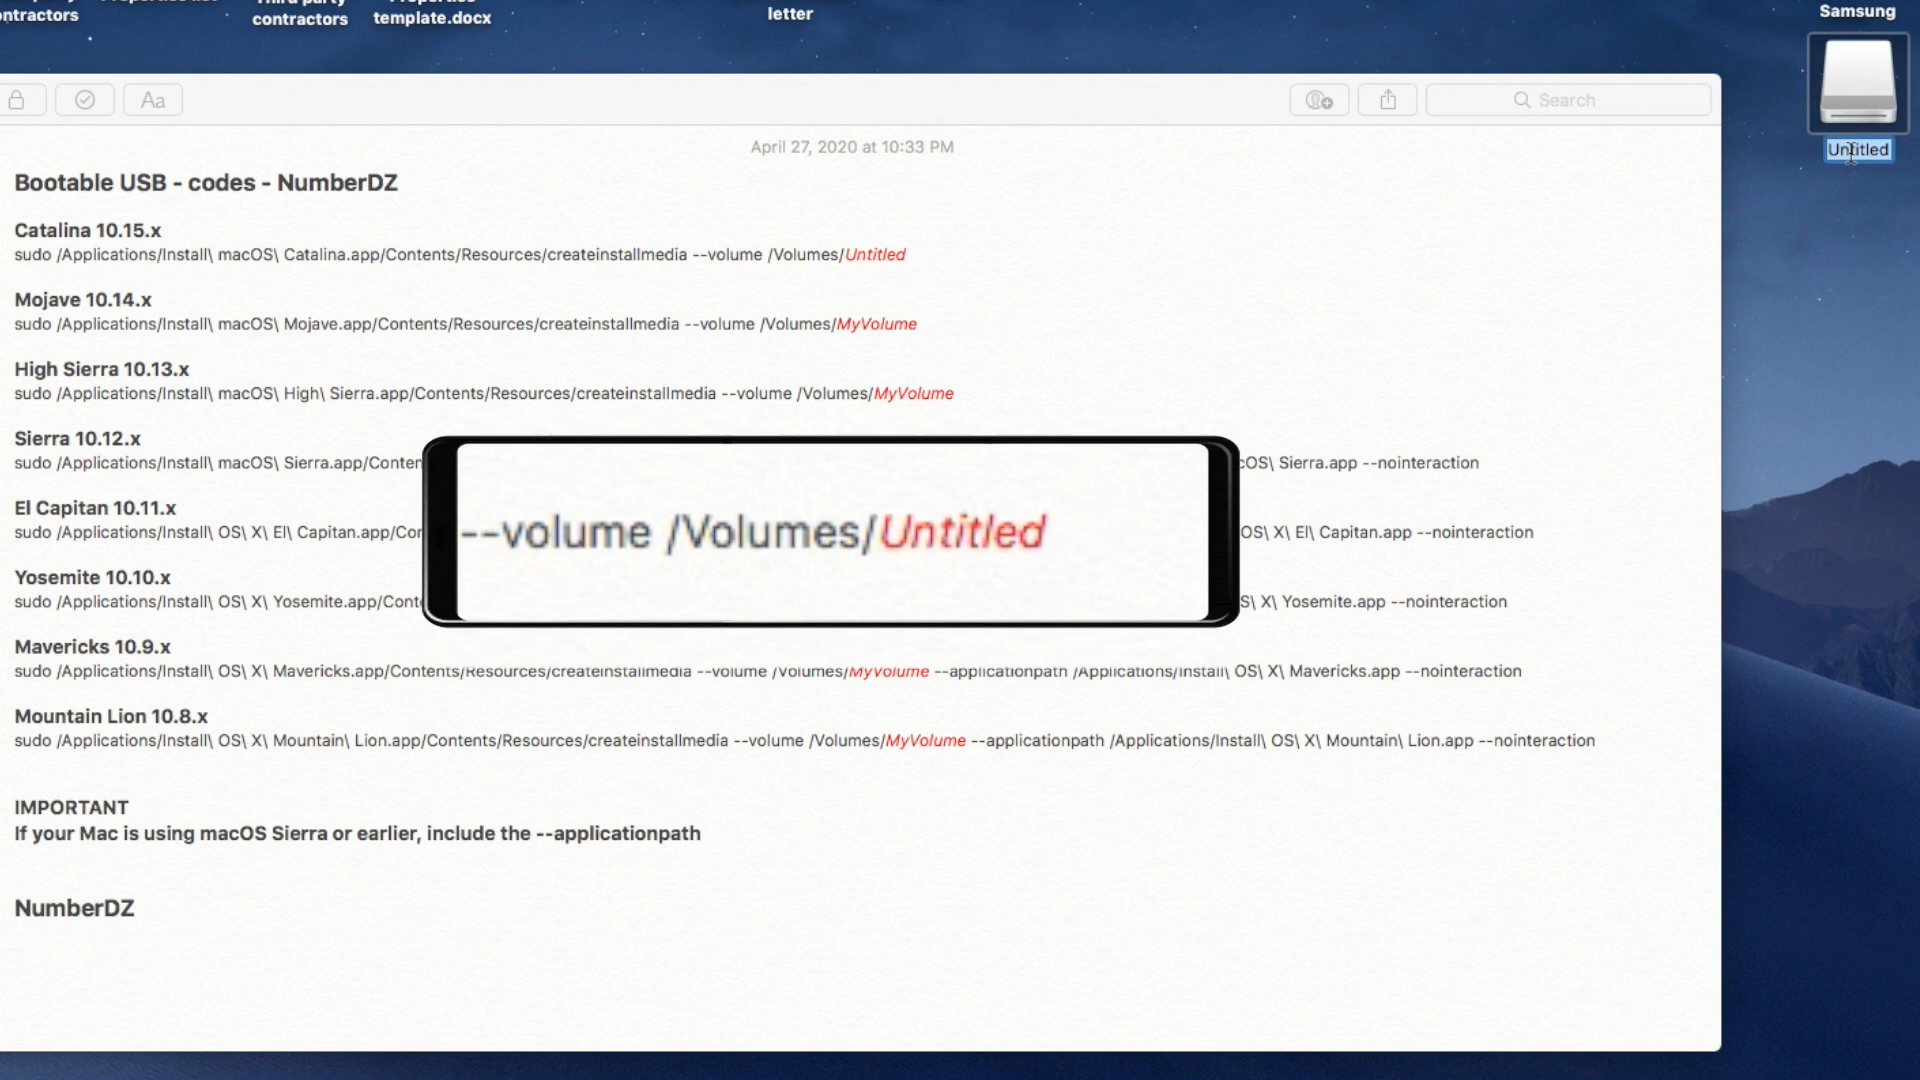 contractors
contractors
template.docx
letter
Samsung
Aa
Search
Untitled
April 27, 2020 at 10:33 PM
Bootable USB - codes - NumberDZ
Catalina 10.15.x
sudo /Applications/Install\ macOS\ Catalina.app/Contents/Resources/createinstallmedia --volume /Volumes/Untitled
Mojave 10.14.x
sudo /Applications/Install\ macOS\ Mojave.app/Contents/Resources/createinstallmedia --volume /Volumes/MyVolume
High Sierra 10.13.x
sudo /Applications/Install\ macOS\ High\ Sierra.app/Contents/Resources/createinstallmedia --volume /Volumes/MyVolume
Sierra 10.12.x
sudo /Applications/Install\ macOS\ Sierra.app/Conten cOS\ Sierra.app --nointeraction
El Capitan 10.11.x
sudo /Applications/Install\ OS\ X\ El\ Capitan.app/Cor OS\ X\ El\ Capitan.app --nointeraction
--volume /Volumes/Untitled
Yosemite 10.10.x
sudo /Applications/Install\ OS\ X\ Yosemite.app/Conte S\ X\ Yosemite.app --nointeraction
Mavericks 10.9.x
sudo /Applications/Install\ OS\ X\ Mavericks.app/Contents/Resources/createinstallmedia --volume /Volumes/MyVolume --applicationpath /Applications/Install\ OS\ X\ Mavericks.app --nointeraction
Mountain Lion 10.8.x
sudo /Applications/Install\ OS\ X\ Mountain\ Lion.app/Contents/Resources/createinstallmedia --volume /Volumes/MyVolume --applicationpath /Applications/Install\ OS\ X\ Mountain\ Lion.app --nointeraction
IMPORTANT
If your Mac is using macOS Sierra or earlier, include the --applicationpath
NumberDZ